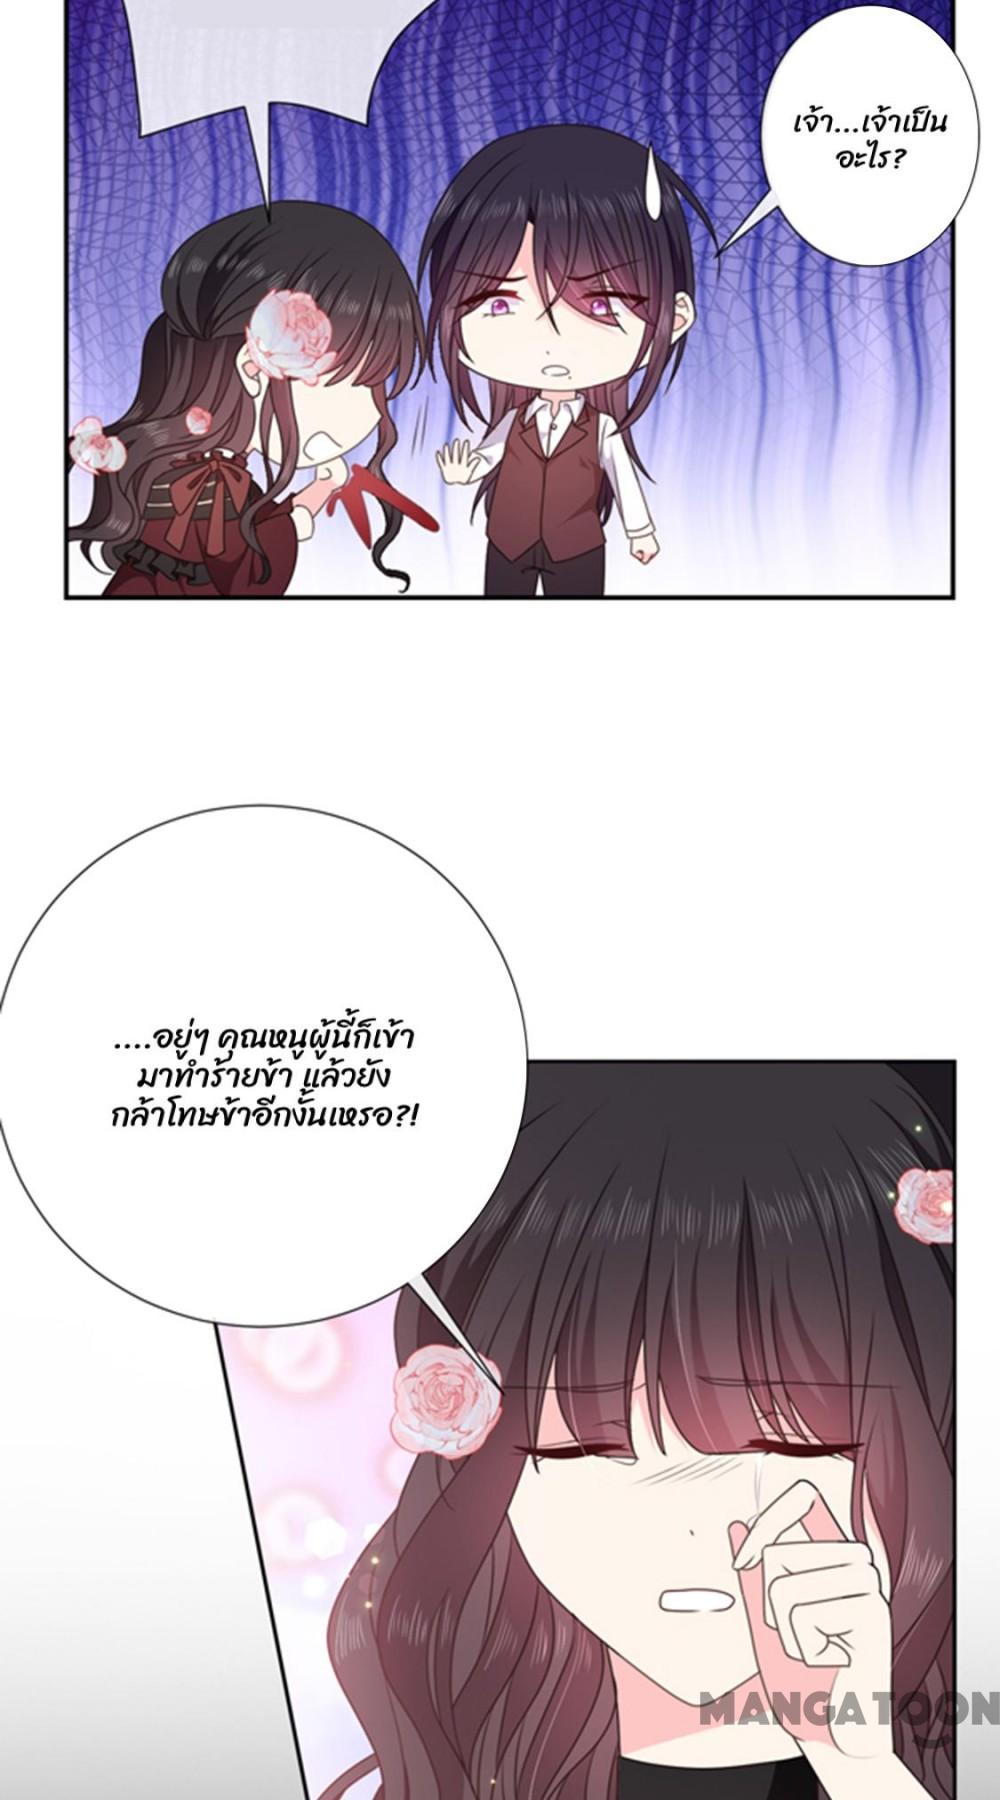 เจ้า...เจ้าเป็น
อะไร?
....อยู่ๆ คุณหนูผู้นี้ก็เข้า
มาทำร้ายข้า แล้วยัง
กล้าโทษข้าอีกงั้นเหรอ?!
MANGATOON